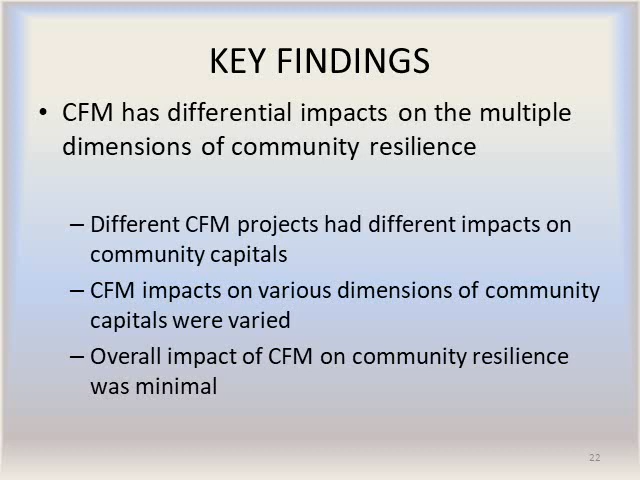 KEY FINDINGS
• CFM has differential impacts on the multiple
dimensions of community resilience
– Different CFM projects had different impacts on
community capitals
– CFM impacts on various dimensions of community
capitals were varied
– Overall impact of CFM on community resilience
was minimal
22